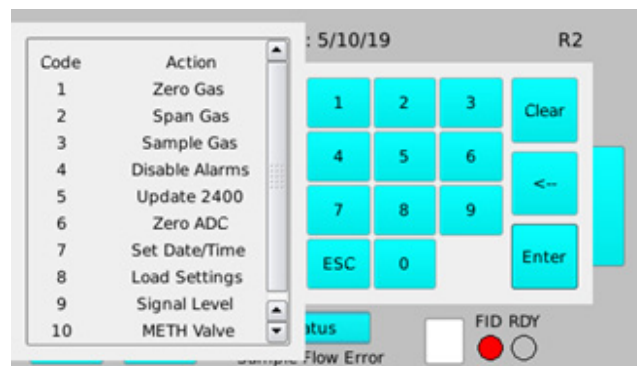 : 5/10/19 R2
Code Action
1 Zero Gas
2 Span Gas
3 Sample Gas
4 Disable Alarms
5 Update 2400
6 Zero ADC
7 Set Date/Time
8 Load Settings
9 Signal Level
10 METH Valve
1 2 3 Clear
4 5 6 <--
7 8 9
ESC 0 Enter
FID RDY
Flow Error